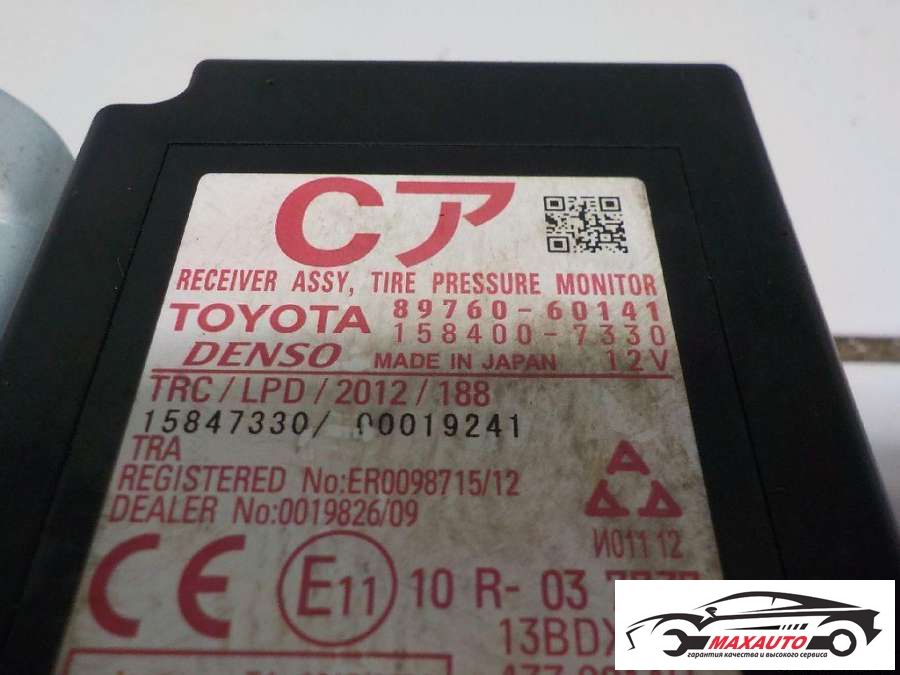 Cア
RECEIVER ASSY, TIRE PRESSURE MONITOR
TOYOTA 89760-60141
158400-7330
DENSO MADE IN JAPAN 12V
TRC/LPD/2012/188
15847330/ 00019241
TRA
REGISTERED No:ER0098715/12
DEALER No:0019826/09
И011 12
CE E11 10 R- 03
13BDX
MAXAUTO
гарантия качества и высокого сервиса